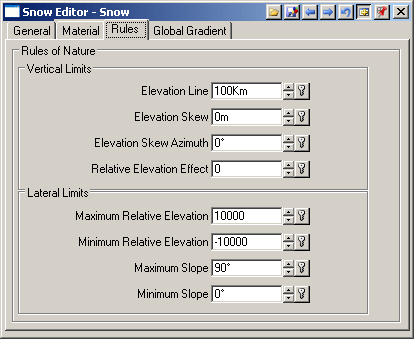 Snow Editor - Snow
General Material Rules Global Gradient
Rules of Nature
Vertical Limits
Elevation Line 100Km
Elevation Skew 0m
Elevation Skew Azimuth 0°
Relative Elevation Effect 0
Lateral Limits
Maximum Relative Elevation 10000
Minimum Relative Elevation -10000
Maximum Slope 90°
Minimum Slope 0°